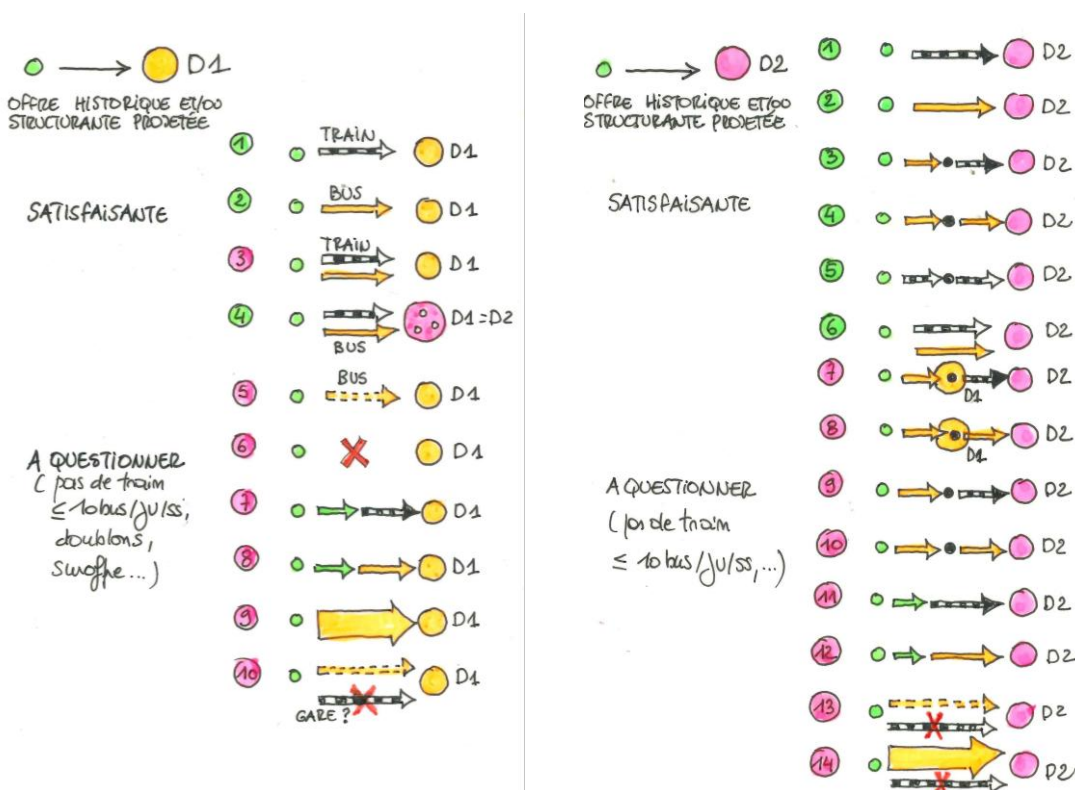 D1
OFFRE HISTORIQUE ET/OU
STRUCTURANTE PROJETÉE
SATISFAISANTE
1 TRAIN D1
2 BUS D1
3 TRAIN D1
4 BUS D1=D2
A QUESTIONNER
( pas de train
≤ 10 bus/JO/ss,
doublons,
suroffre...)
5 BUS D1
6 D1
7 D1
8 D1
9 D1
10 D1
GARE?
D2
OFFRE HISTORIQUE ET/OU
STRUCTURANTE PROJETÉE
SATISFAISANTE
1 D2
2 D2
3 D2
4 D2
5 D2
6 D2
7 D1 D2
8 D1 D2
A QUESTIONNER
(pas de train
≤ 10 bus/JO/ss,...)
9 D2
10 D2
11 D2
12 D2
13 D2
14 D2